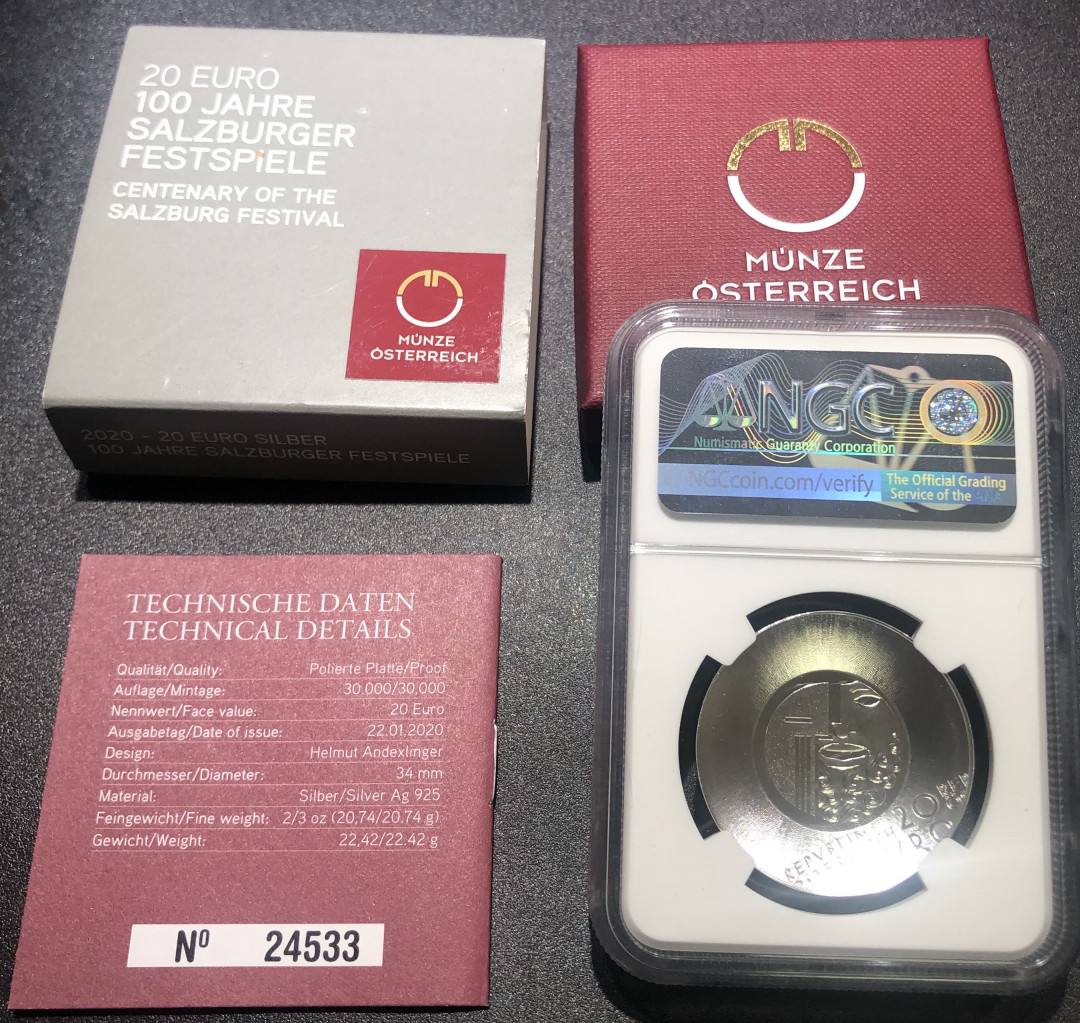 20 EURO
100 JAHRE
SALZBURGER
FESTSPIELE
CENTENARY OF THE
SALZBURG FESTIVAL
MÜNZE
ÖSTERREICH
2020 - 20 EURO SILBER
100 JAHRE SALZBURGER FESTSPIELE
MÜNZE
ÖSTERREICH
NGC
Numismatic Guaranty Corporation
NGCcoin.com/verify
The Official Grading
Service of the ANA
TECHNISCHE DATEN
TECHNICAL DETAILS
Qualität/Quality: Polierte Platte/Proof
Auflage/Mintage: 30.000/30,000
Nennwert/Face value: 20 Euro
Ausgabetag/Date of issue: 22.01.2020
Design: Helmut Andexlinger
Durchmesser/Diameter: 34 mm
Material: Silber/Silver Ag 925
Feingewicht/Fine weight: 2/3 oz (20,74/20.74 g)
Gewicht/Weight: 22,42/22.42 g
Nº 24533
20